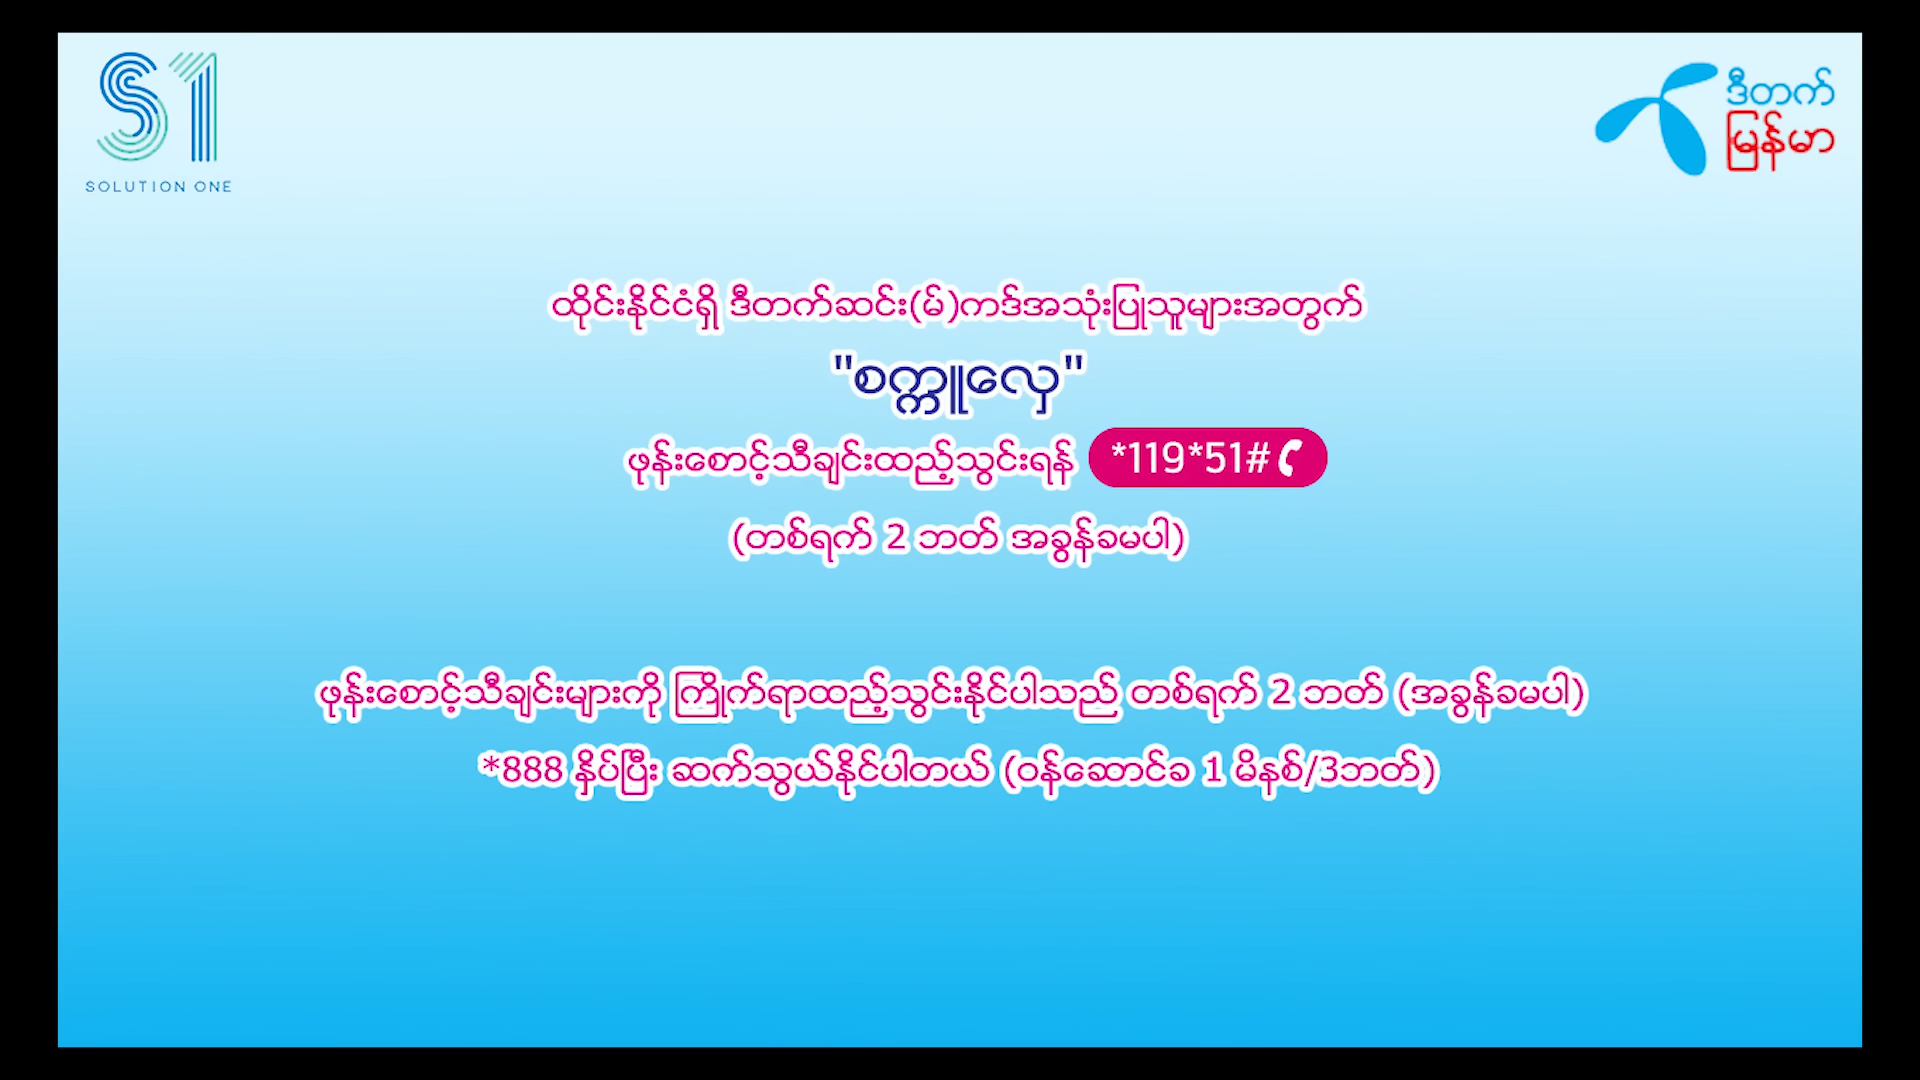 S1
SOLUTION ONE
ဒီတက်
မြန်မာ
ထိုင်းနိုင်ငံရှိ ဒီတက်ဆင်း(မ်)ကဒ်အသုံးပြုသူများအတွက်
"စက္ကူလှေ"
ဖုန်းစောင့်သီချင်းထည့်သွင်းရန် *119*51#
(တစ်ရက် 2 ဘတ် အခွန်ခမပါ)
ဖုန်းစောင့်သီချင်းများကို ကြိုက်ရာထည့်သွင်းနိုင်ပါသည် တစ်ရက် 2 ဘတ် (အခွန်ခမပါ)
*888 နှိပ်ပြီး ဆက်သွယ်နိုင်ပါတယ် (ဝန်ဆောင်ခ 1 မိနစ်/3ဘတ်)